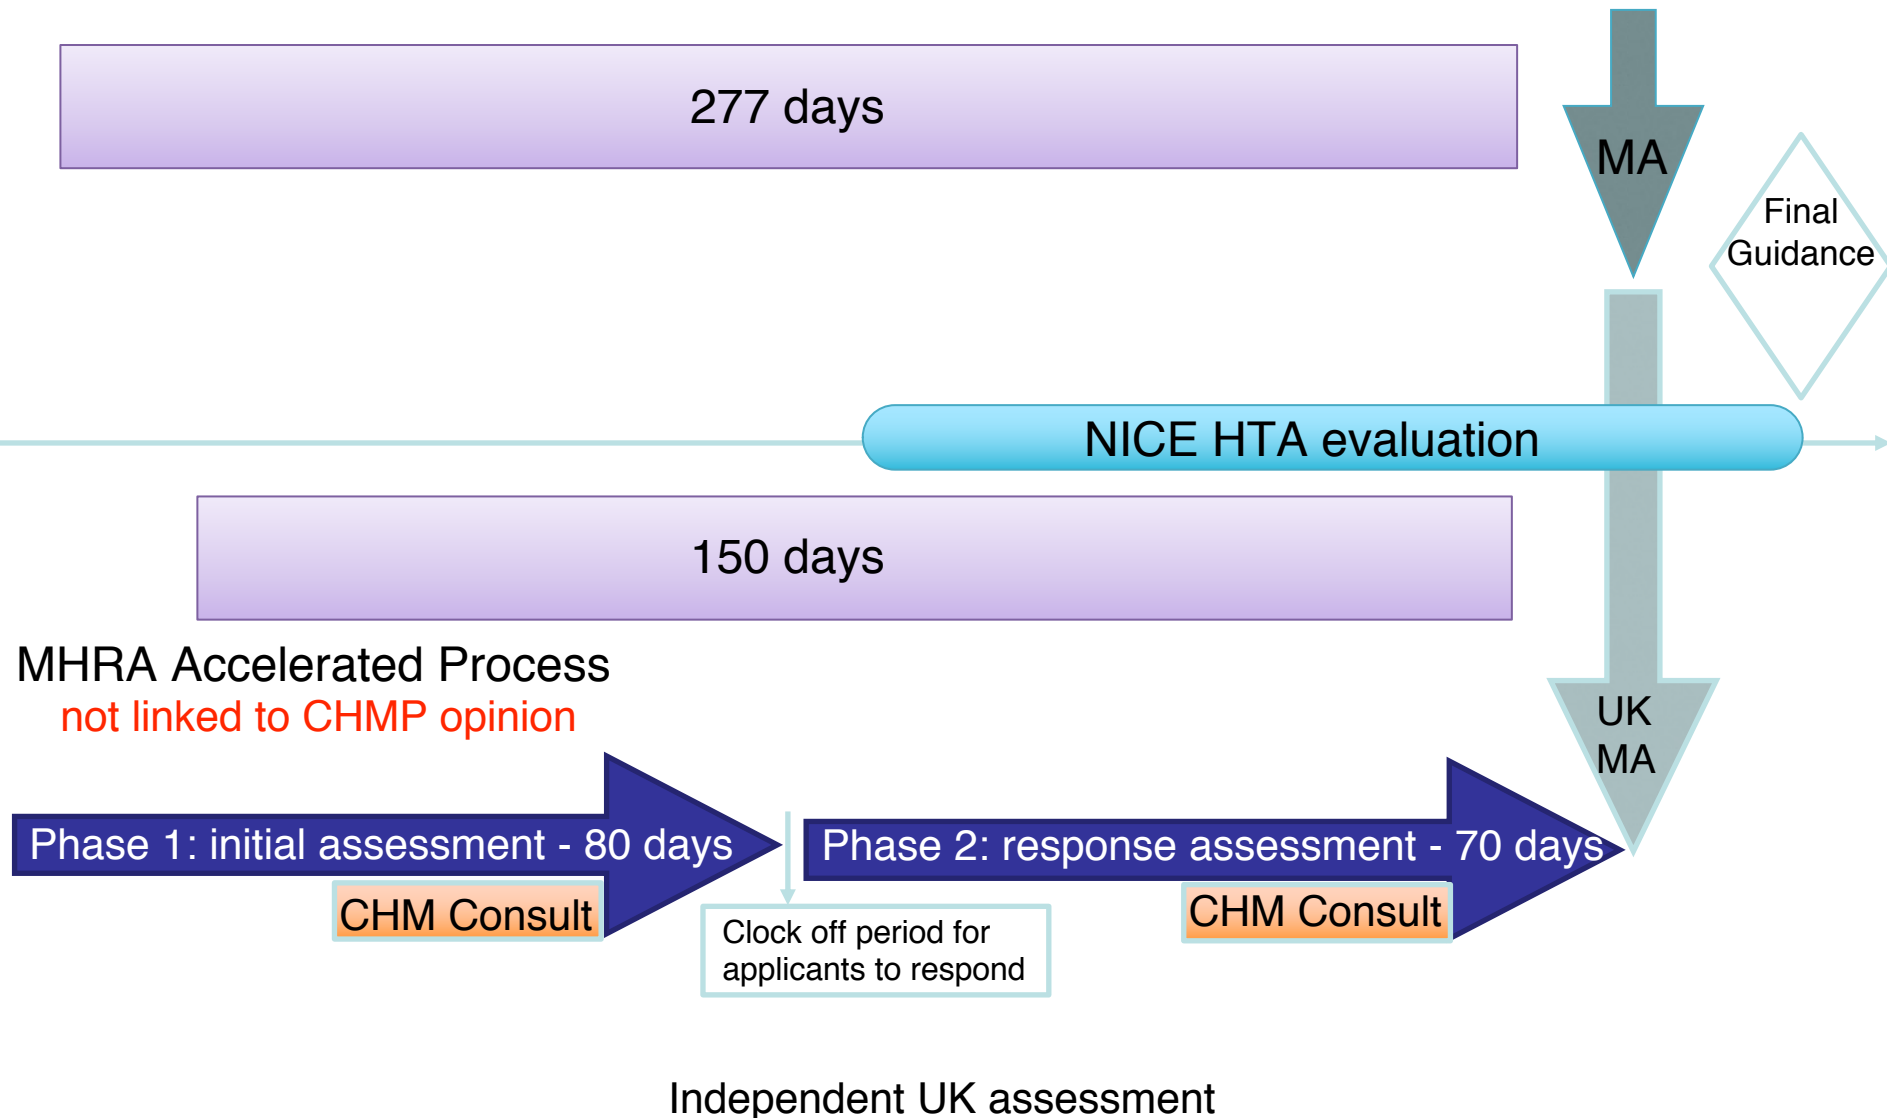 277 days
MA
Final
Guidance
NICE HTA evaluation
150 days
MHRA Accelerated Process
not linked to CHMP opinion
UK
MA
Phase 1: initial assessment - 80 days
Phase 2: response assessment - 70 days
CHM Consult
CHM Consult
Clock off period for
applicants to respond
Independent UK assessment